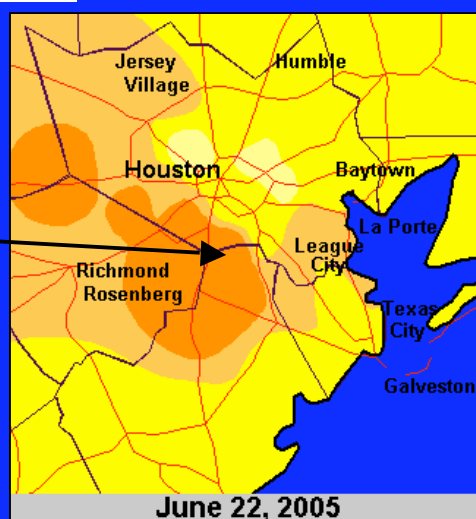 Jersey
Village
Humble
Houston
Baytown
La Porte
League
City
Richmond
Rosenberg
Texas
City
Galveston
June 22, 2005